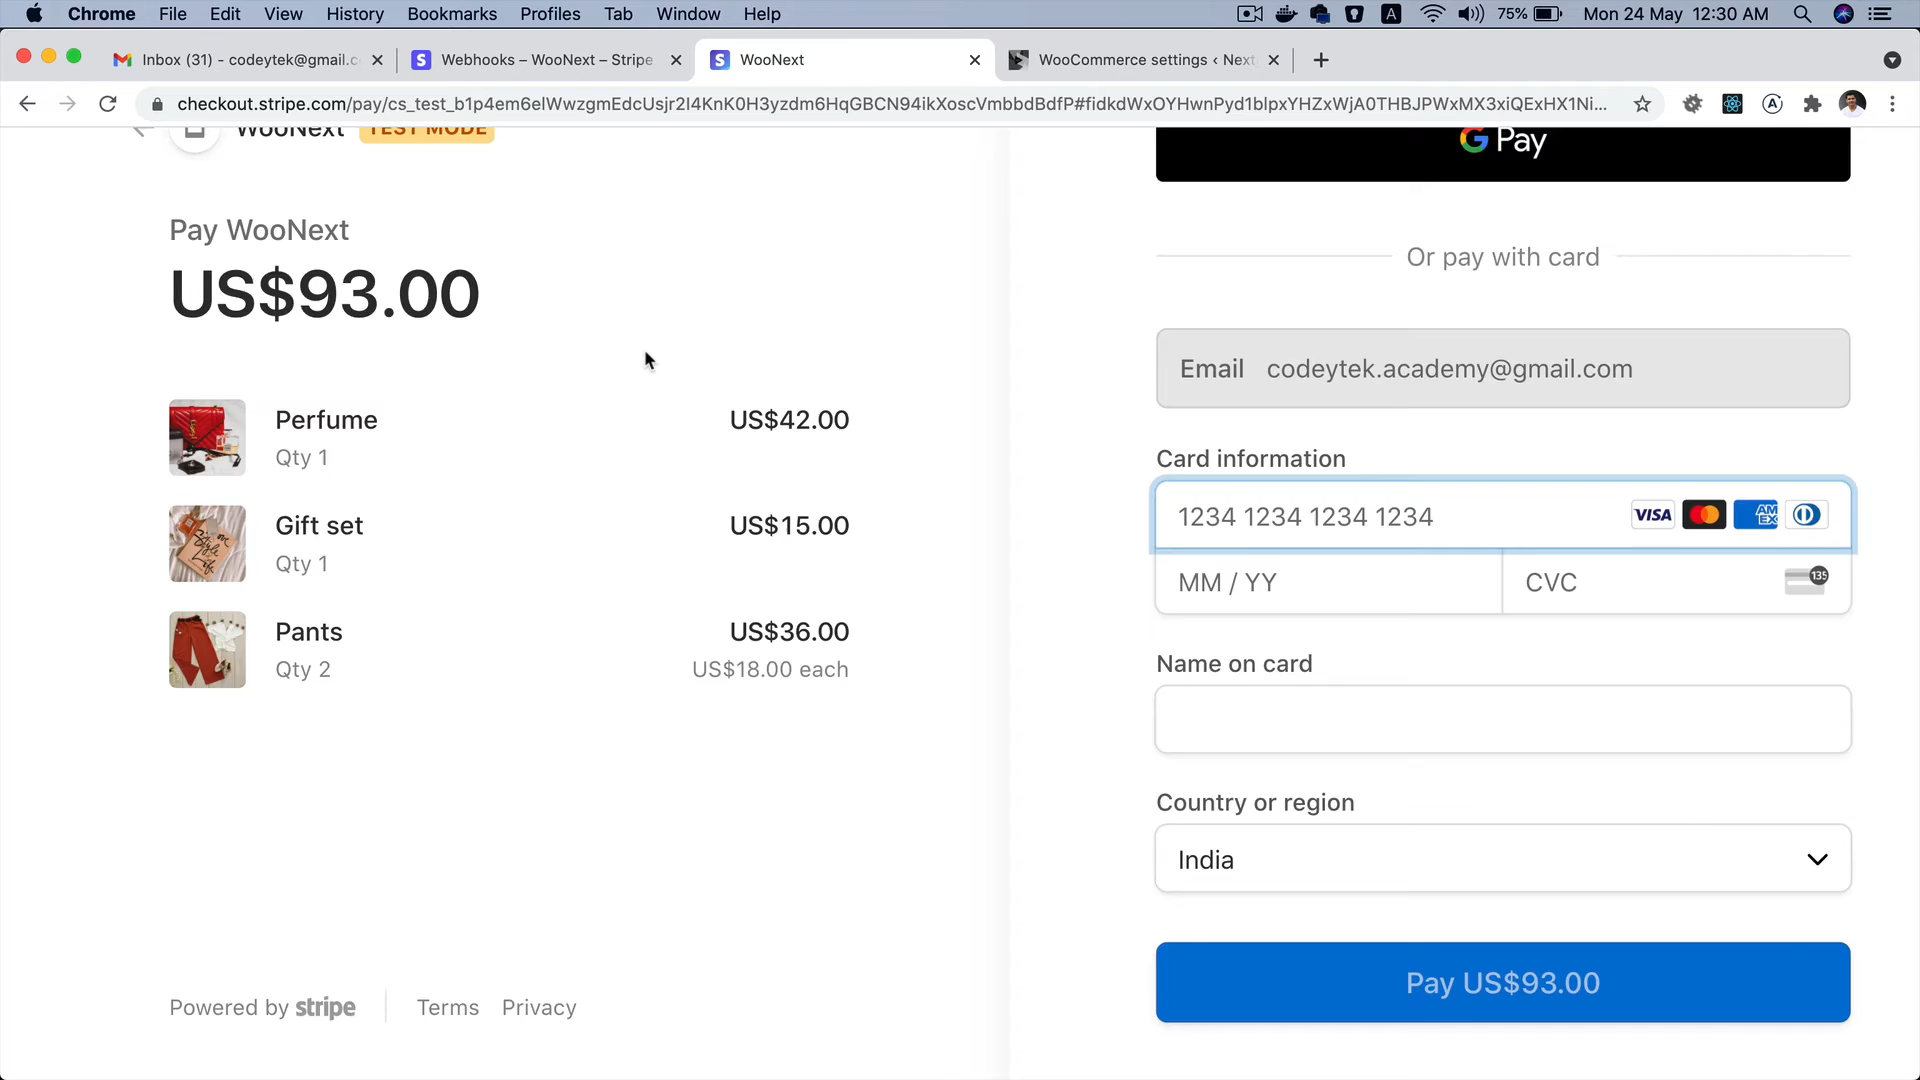 Chrome File Edit View History Bookmarks Profiles Tab Window Help
A 75% Mon 24 May 12:30 AM
Inbox (31) - codeytek@gmail.c
Webhooks – WooNext – Stripe
WooNext
WooCommerce settings ‹ Next
checkout.stripe.com/pay/cs_test_b1p4em6elWwzgmEdcUsjr2I4KnK0H3yzdm6HqGBCN94ikXoscVmbbdBdfP#fidkdWxOYHwnPyd1blpxYHZxWjA0THBJPWxMX3xiQExHX1Ni...
WooNext TEST MODE
Pay WooNext
US$93.00
Perfume US$42.00
Qty 1
Gift set US$15.00
Qty 1
Pants US$36.00
Qty 2 US$18.00 each
Powered by stripe Terms Privacy
G Pay
Or pay with card
Email codeytek.academy@gmail.com
Card information
1234 1234 1234 1234 VISA AMEX
MM / YY CVC 135
Name on card
Country or region
India
Pay US$93.00